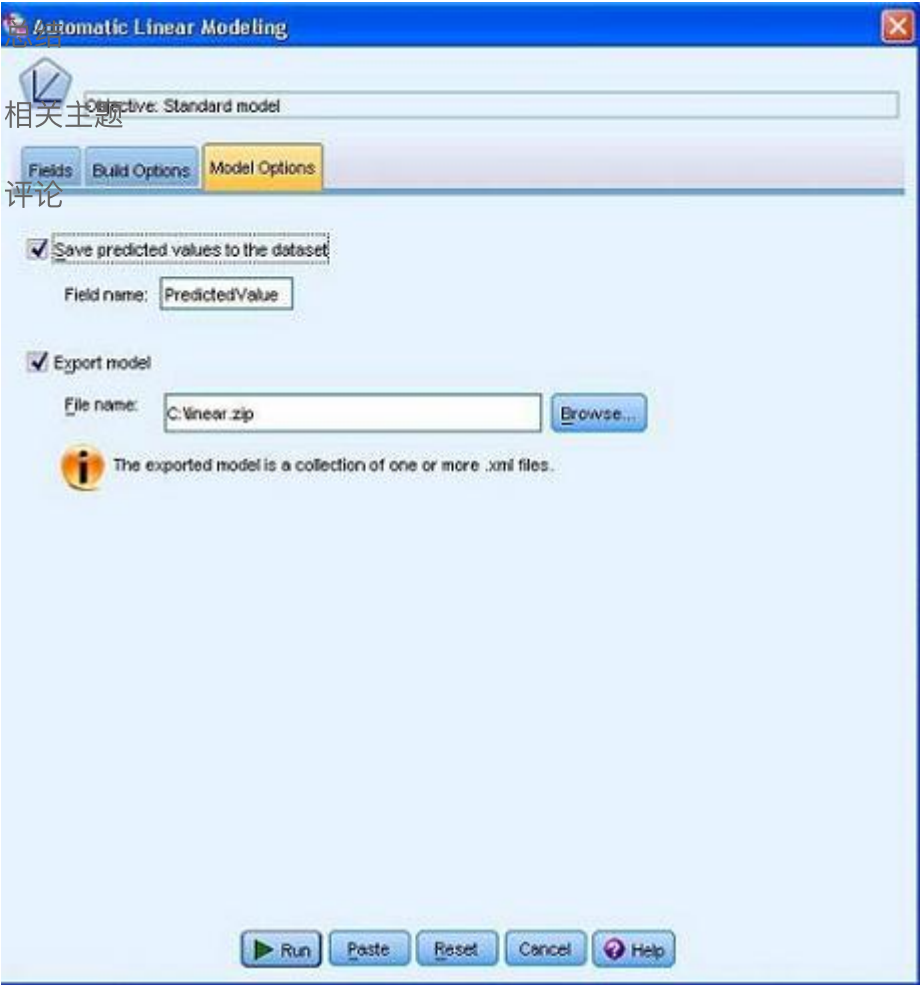 Automatic Linear Modeling
总结
Objective: Standard model
相关主题
Fields Build Options Model Options
评论
Save predicted values to the dataset
Field name: PredictedValue
Export model
File name: C:\linear.zip Browse...
The exported model is a collection of one or more .xml files.
Run Paste Reset Cancel Help